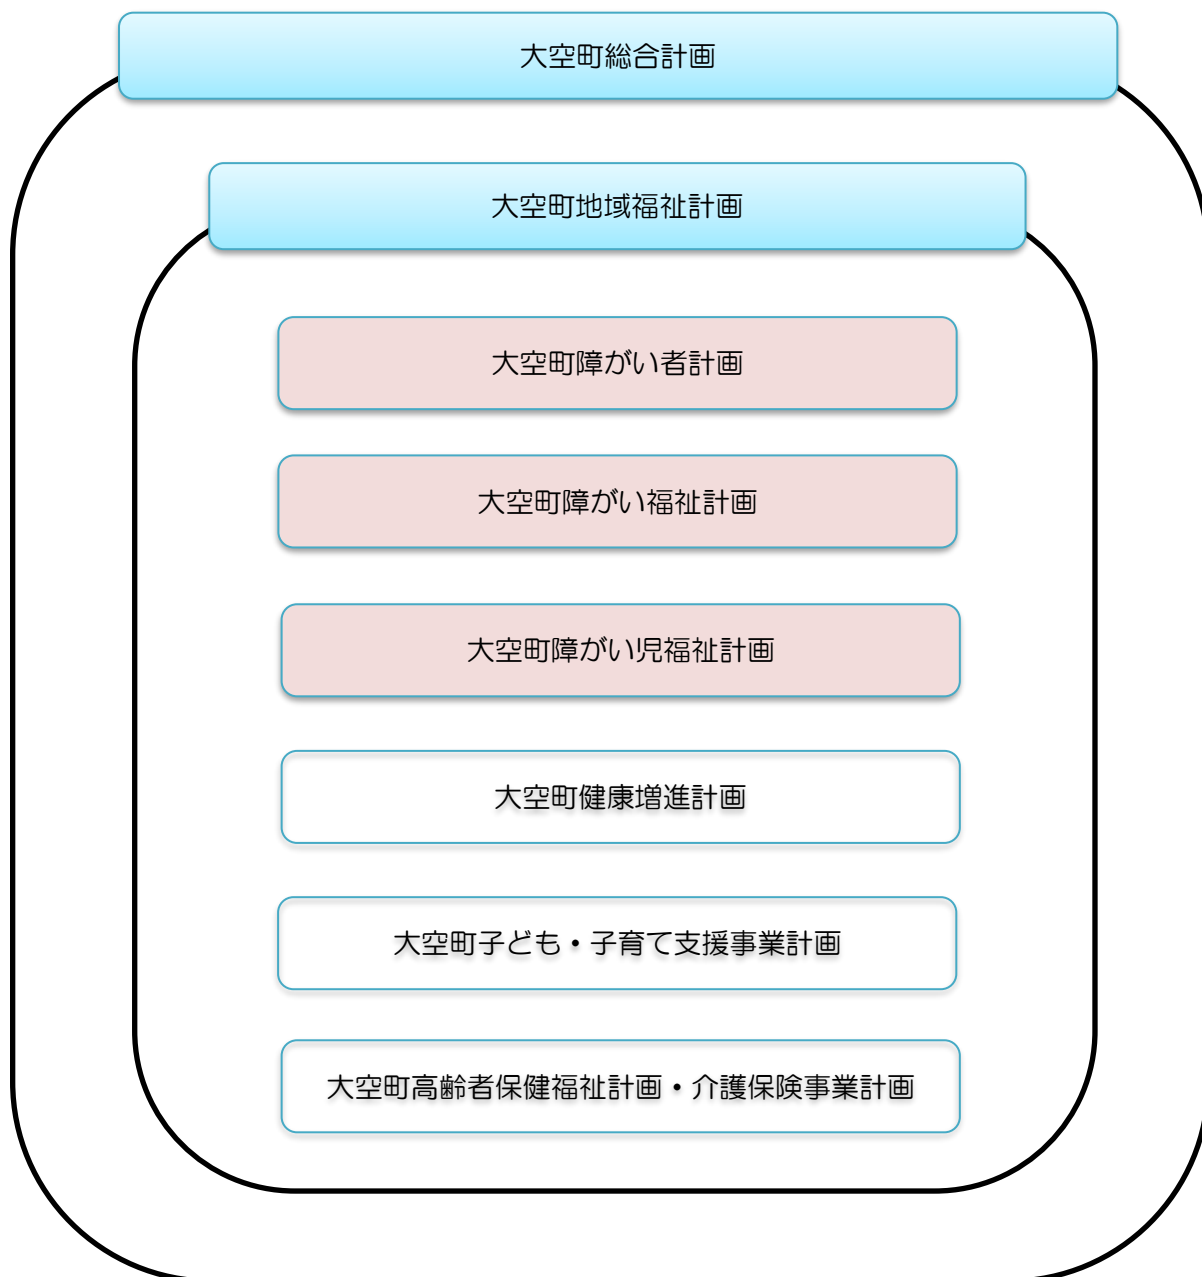 大空町総合計画
大空町地域福祉計画
大空町障がい者計画
大空町障がい福祉計画
大空町障がい児福祉計画
大空町健康増進計画
大空町子ども・子育て支援事業計画
大空町高齢者保健福祉計画・介護保険事業計画